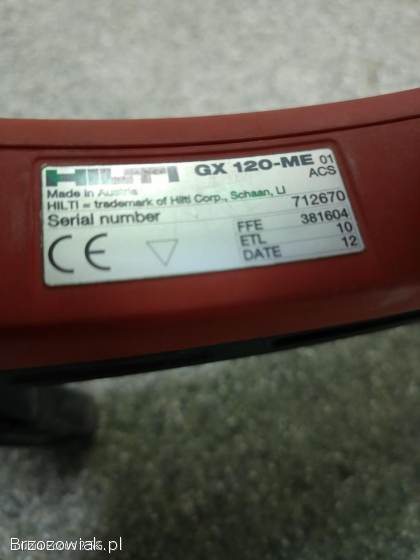 HILTI GX 120-ME 01
ACS
Made in Austria
HILTI = trademark of Hilti Corp., Schaan, LI
Serial number 712670
FFE 381604
ETL 10
DATE 12
CE
Brzozowiak.pl